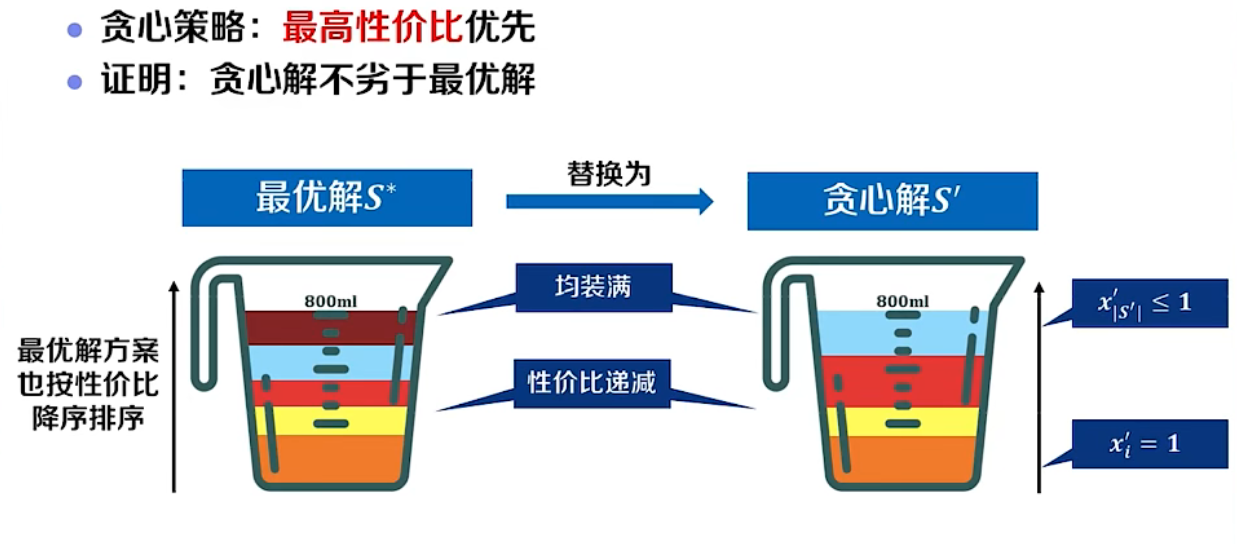 贪心策略：最高性价比优先
证明：贪心解不劣于最优解
最优解S*
替换为
贪心解S′
均装满
800ml
800ml
x′|S′| ≤ 1
最优解方案
也按性价比
降序排序
性价比递减
x′i = 1